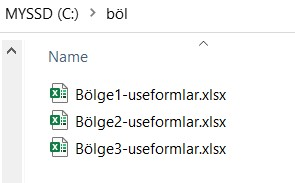 MYSSD (C:) > böl
Name
Bölge1-useformlar.xlsx
Bölge2-useformlar.xlsx
Bölge3-useformlar.xlsx